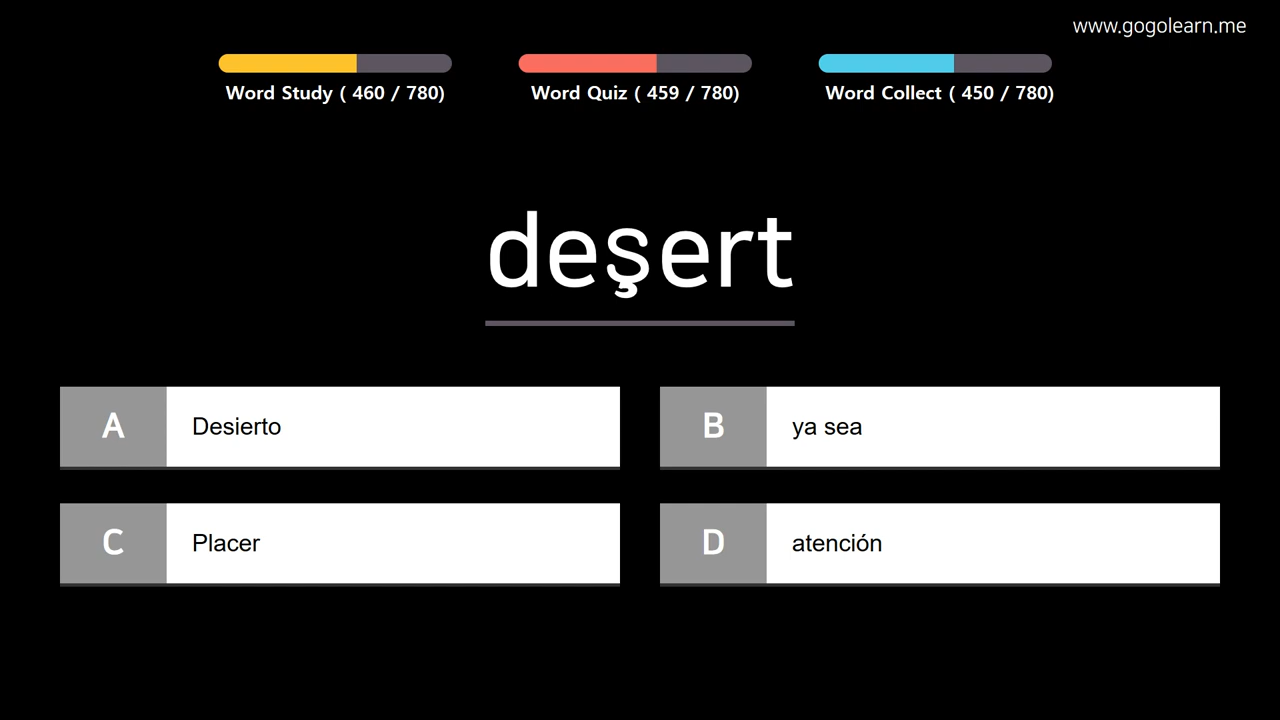 www.gogolearn.me
Word Study ( 460 / 780)
Word Quiz ( 459 / 780)
Word Collect ( 450 / 780)
deşert
A Desierto
B ya sea
C Placer
D atención